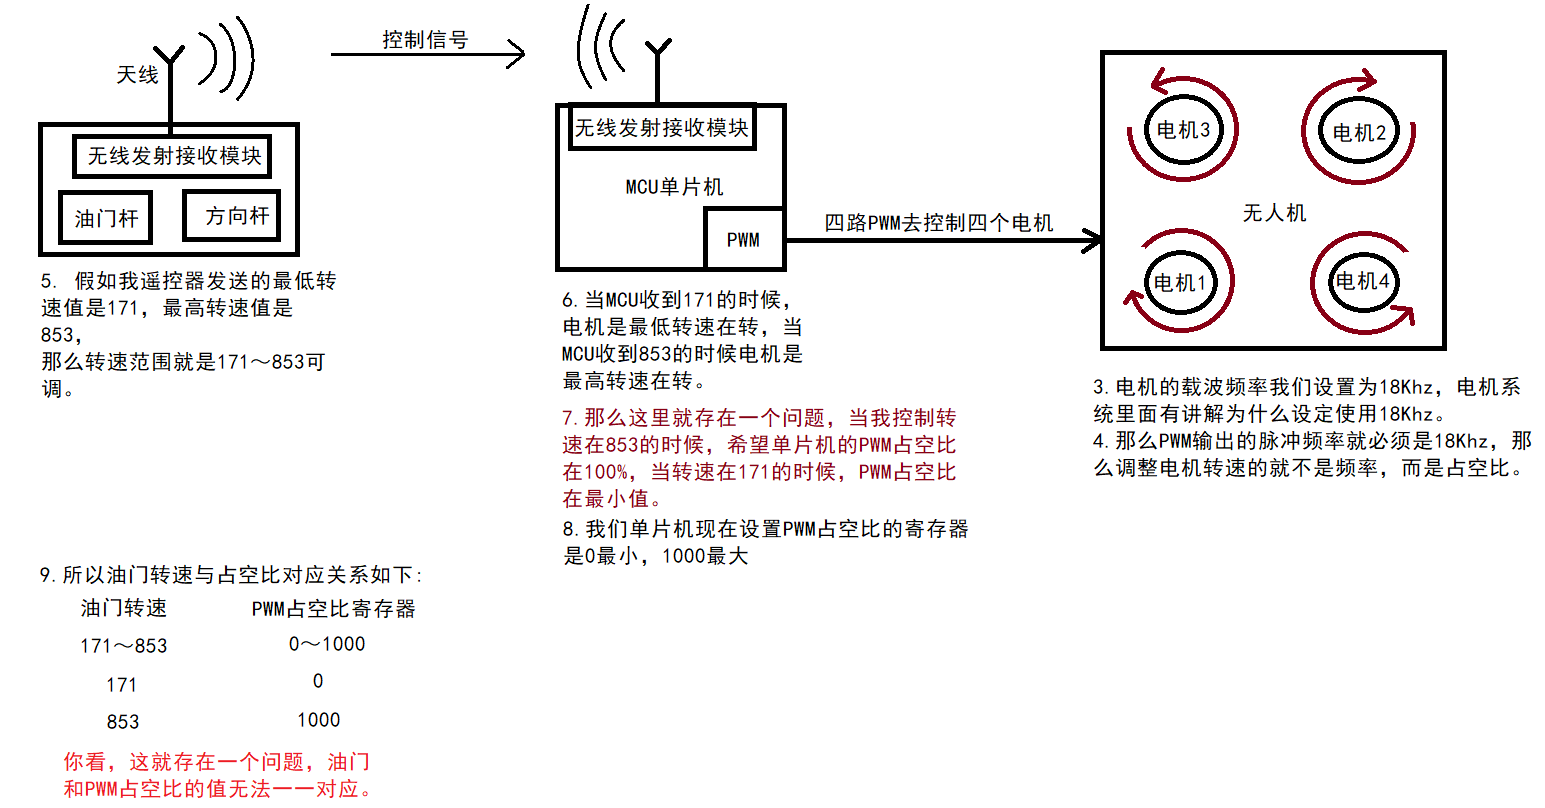 天线
控制信号
无线发射接收模块
油门杆
方向杆
无线发射接收模块
MCU单片机
PWM
四路PWM去控制四个电机
电机3
电机2
无人机
电机1
电机4
5. 假如我遥控器发送的最低转
速值是171，最高转速值是
853，
那么转速范围就是171～853可
调。
6.当MCU收到171的时候，
电机是最低转速在转，当
MCU收到853的时候电机是
最高转速在转。
7.那么这里就存在一个问题，当我控制转
速在853的时候，希望单片机的PWM占空比
在100%，当转速在171的时候，PWM占空比
在最小值。
8.我们单片机现在设置PWM占空比的寄存器
是0最小，1000最大
3.电机的载波频率我们设置为18Khz，电机系
统里面有讲解为什么设定使用18Khz。
4.那么PWM输出的脉冲频率就必须是18Khz，那
么调整电机转速的就不是频率，而是占空比。
9.所以油门转速与占空比对应关系如下:
油门转速 PWM占空比寄存器
171～853 0～1000
171 0
853 1000
你看，这就存在一个问题，油门
和PWM占空比的值无法一一对应。